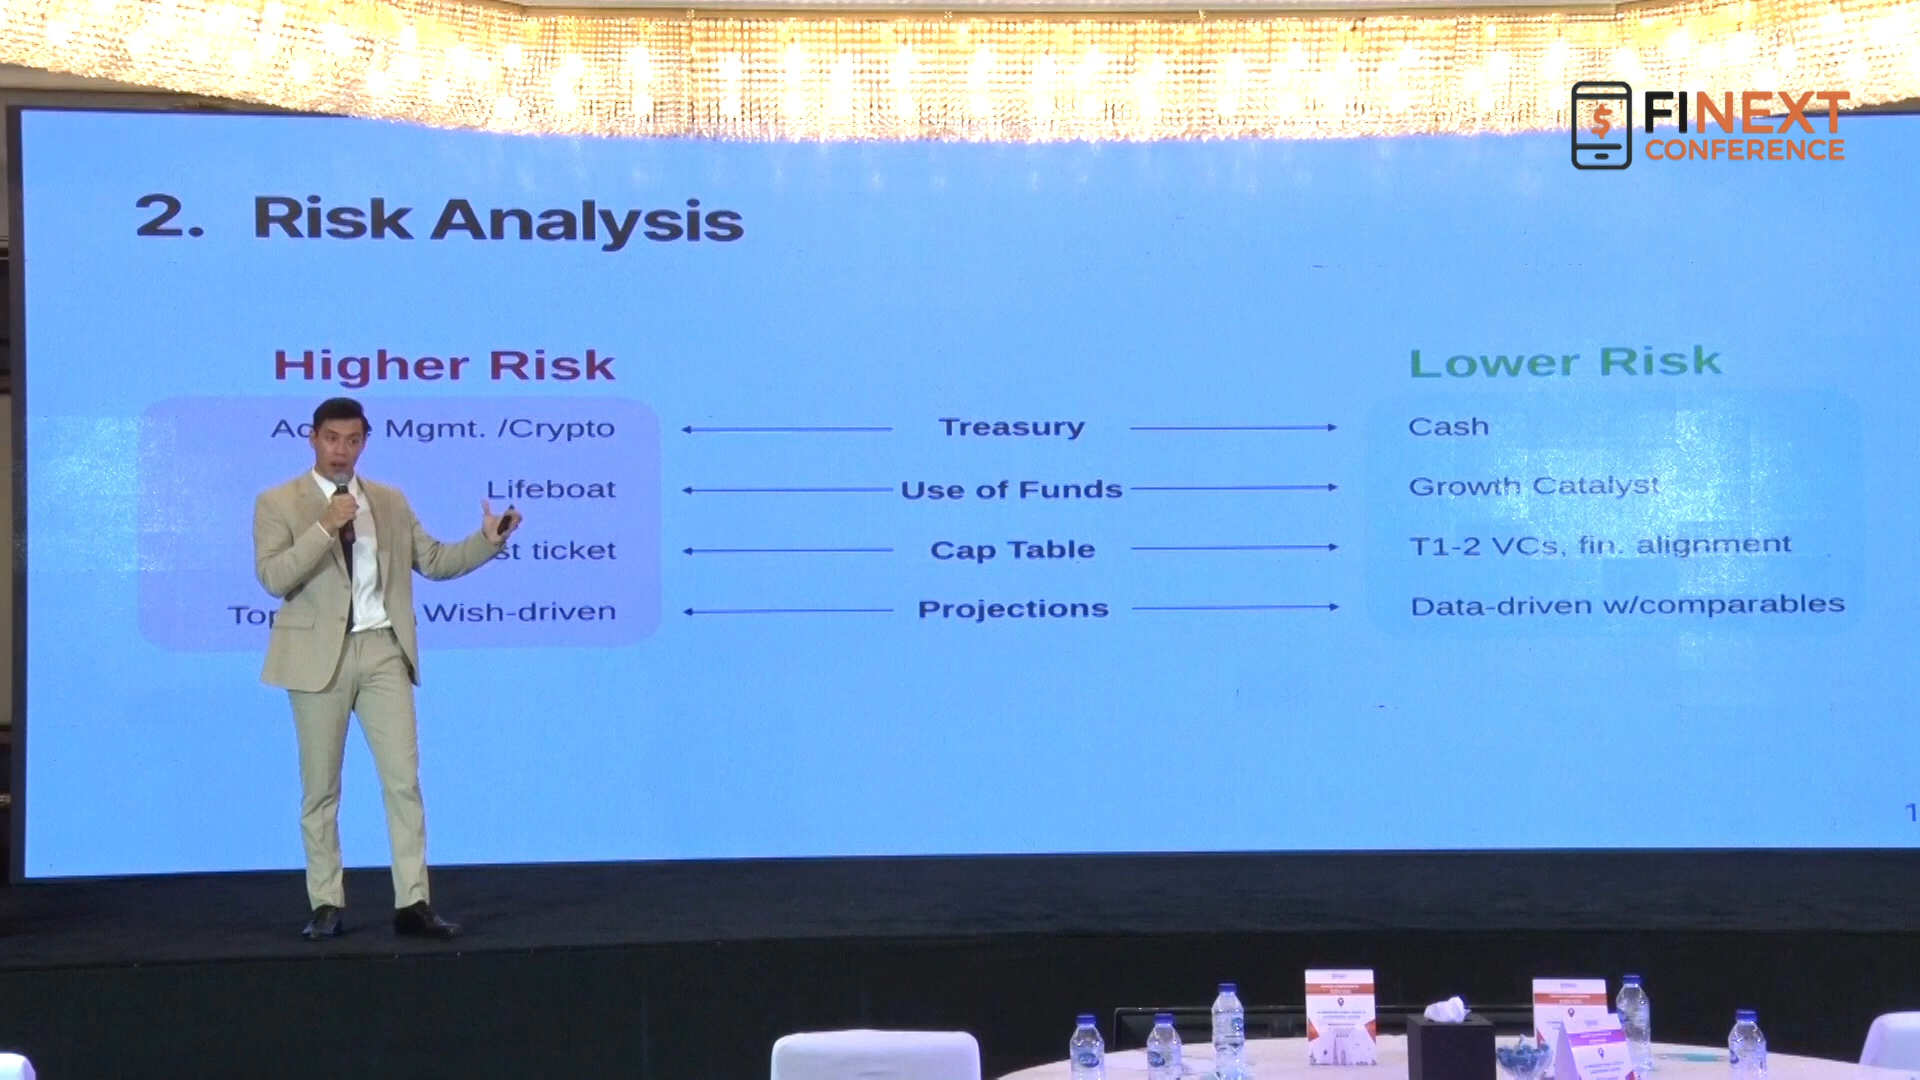 FINEXT
CONFERENCE
2. Risk Analysis
Higher Risk
Lower Risk
Mgmt. /Crypto
Treasury
Cash
Lifeboat
Use of Funds
Growth Catalyst
ticket
Cap Table
T1-2 VCs, fin. alignment
Wish-driven
Projections
Data-driven w/comparables